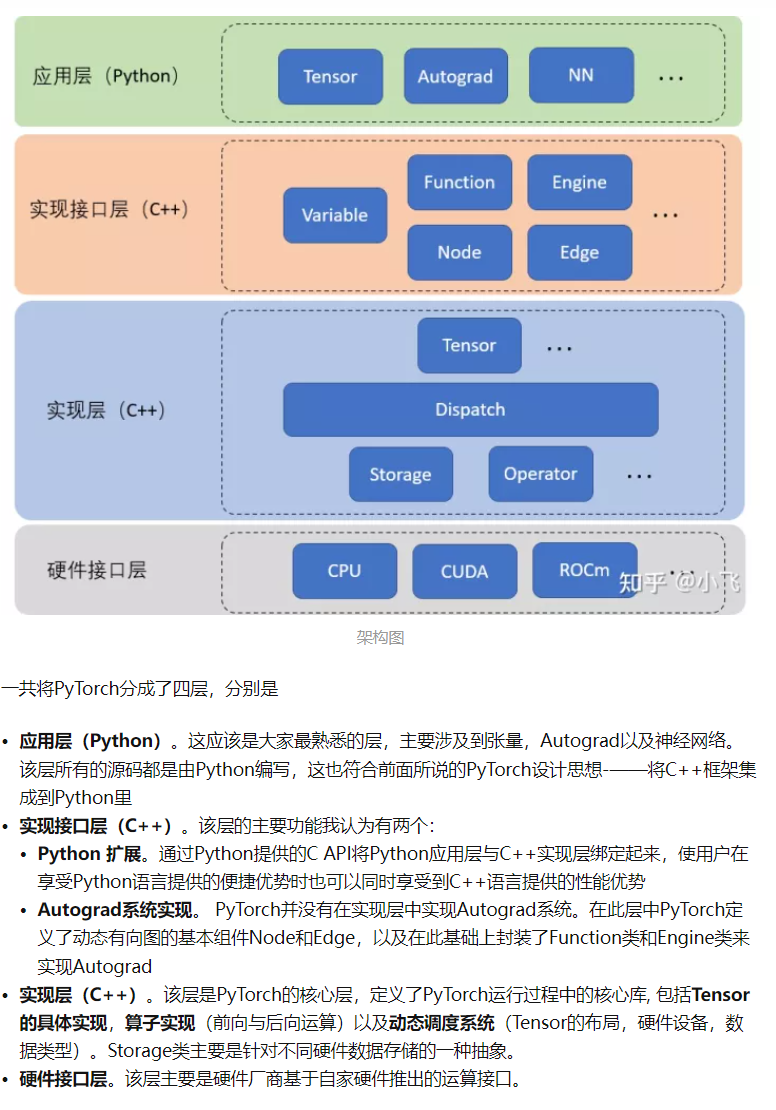 应用层（Python）
Tensor
Autograd
NN
...
实现接口层（C++）
Variable
Function
Engine
Node
Edge
...
实现层（C++）
Tensor
...
Dispatch
Storage
Operator
...
硬件接口层
CPU
CUDA
ROCm
...
知乎 @小飞
架构图
一共将PyTorch分成了四层，分别是
• 应用层（Python）。这应该是大家最熟悉的层，主要涉及到张量，Autograd以及神经网络。
该层所有的源码都是由Python编写，这也符合前面所说的PyTorch设计思想-——将C++框架集
成到Python里
• 实现接口层（C++）。该层的主要功能我认为有两个：
• Python 扩展。通过Python提供的C API将Python应用层与C++实现层绑定起来，使用户在
享受Python语言提供的便捷优势时也可以同时享受到C++语言提供的性能优势
• Autograd系统实现。 PyTorch并没有在实现层中实现Autograd系统。在此层中PyTorch定
义了动态有向图的基本组件Node和Edge，以及在此基础上封装了Function类和Engine类来
实现Autograd
• 实现层（C++）。该层是PyTorch的核心层，定义了PyTorch运行过程中的核心库, 包括Tensor
的具体实现，算子实现（前向与后向运算）以及动态调度系统（Tensor的布局，硬件设备，数
据类型）。Storage类主要是针对不同硬件数据存储的一种抽象。
• 硬件接口层。该层主要是硬件厂商基于自家硬件推出的运算接口。